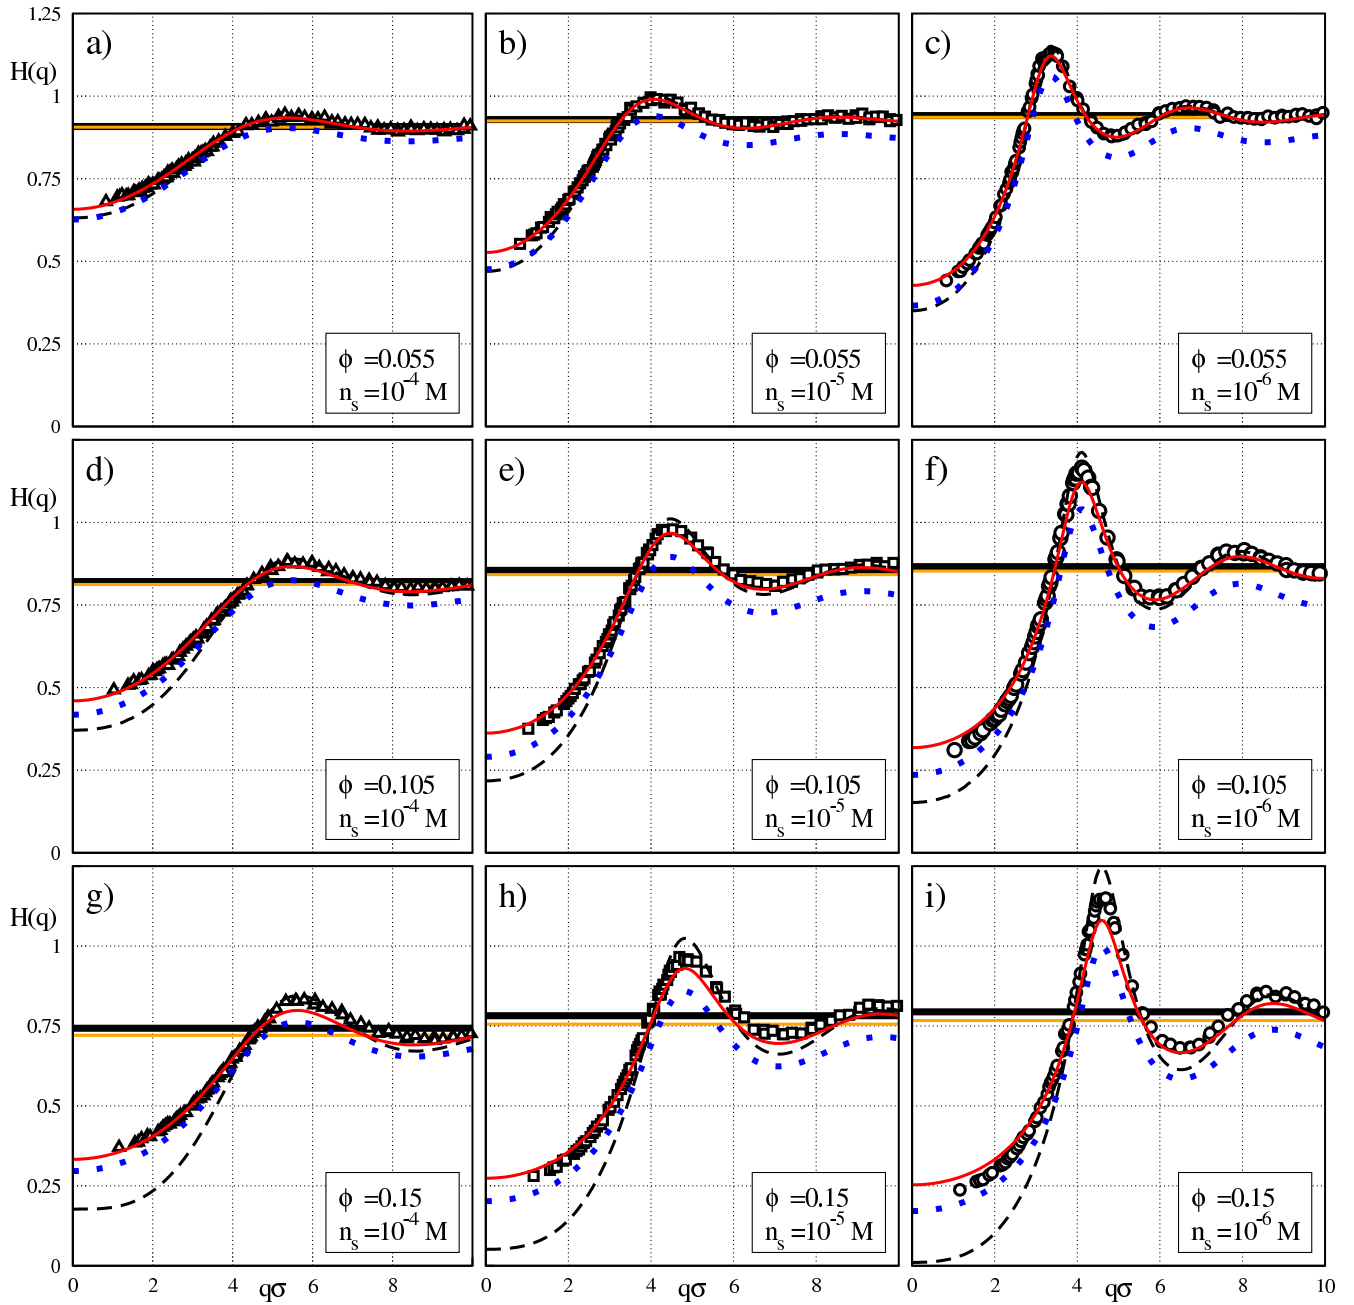 1.25
a)
b)
c)
H(q)
1
0.75
0.5
0.25
0
ϕ =0.055
n_s =10^-4 M
ϕ =0.055
n_s =10^-5 M
ϕ =0.055
n_s =10^-6 M
d)
e)
f)
H(q)
1
0.75
0.5
0.25
0
ϕ =0.105
n_s =10^-4 M
ϕ =0.105
n_s =10^-5 M
ϕ =0.105
n_s =10^-6 M
g)
h)
i)
H(q)
1
0.75
0.5
0.25
0
ϕ =0.15
n_s =10^-4 M
ϕ =0.15
n_s =10^-5 M
ϕ =0.15
n_s =10^-6 M
0 2 4 6 8 0 2 4 6 8 0 2 4 6 8 10
qσ qσ qσ